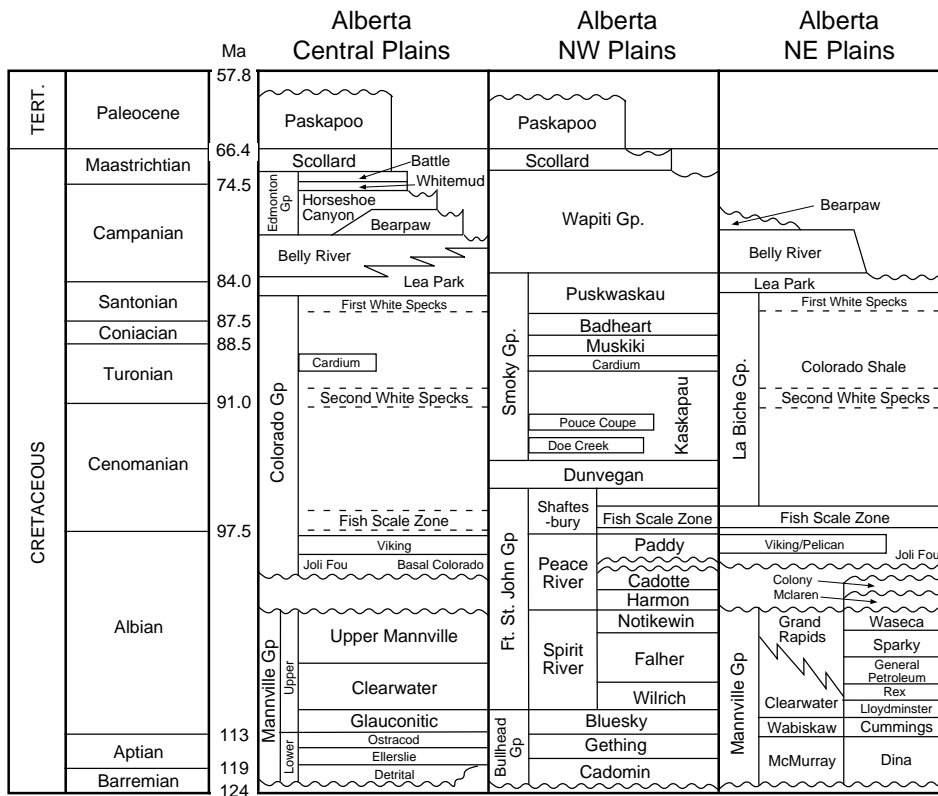 Alberta
Central Plains
Alberta
NW Plains
Alberta
NE Plains
Ma
57.8
66.4
74.5
84.0
87.5
88.5
91.0
97.5
113
119
124
TERT.
CRETACEOUS
Paleocene
Maastrichtian
Campanian
Santonian
Coniacian
Turonian
Cenomanian
Albian
Aptian
Barremian
Paskapoo
Scollard
Battle
Whitemud
Edmonton
Gp
Horseshoe
Canyon
Bearpaw
Belly River
Lea Park
Colorado Gp
First White Specks
Cardium
Second White Specks
Fish Scale Zone
Viking
Joli Fou
Basal Colorado
Mannville Gp
Upper
Lower
Upper Mannville
Clearwater
Glauconitic
Ostracod
Ellerslie
Detrital
Paskapoo
Scollard
Wapiti Gp.
Smoky Gp.
Puskwaskau
Badheart
Muskiki
Cardium
Kaskapau
Pouce Coupe
Doe Creek
Dunvegan
Ft. St. John Gp
Shaftes
-bury
Fish Scale Zone
Peace
River
Paddy
Cadotte
Harmon
Spirit
River
Notikewin
Falher
Wilrich
Bullhead
Gp
Bluesky
Gething
Cadomin
Bearpaw
Belly River
Lea Park
La Biche Gp.
First White Specks
Colorado Shale
Second White Specks
Fish Scale Zone
Viking/Pelican
Joli Fou
Colony
Mclaren
Mannville Gp
Grand
Rapids
Clearwater
Wabiskaw
McMurray
Waseca
Sparky
General
Petroleum
Rex
Lloydminster
Cummings
Dina